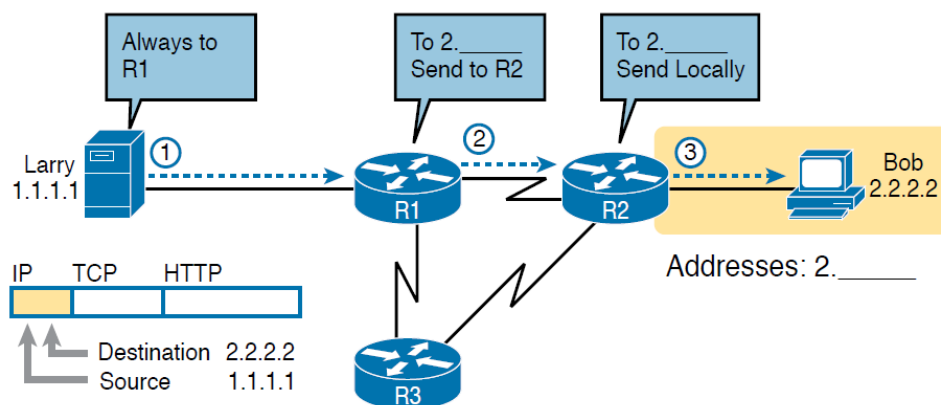 Always to
R1
To 2._____
Send to R2
To 2._____
Send Locally
1
2
3
Larry
1.1.1.1
R1
R2
Bob
2.2.2.2
Addresses: 2._____
IP TCP HTTP
Destination 2.2.2.2
Source 1.1.1.1
R3